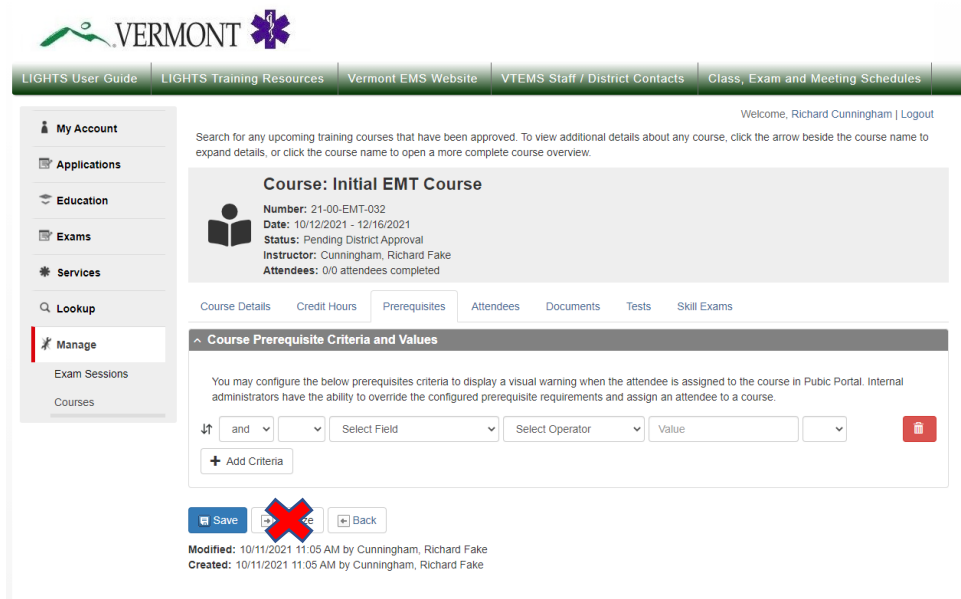 VERMONT
LIGHTS User Guide LIGHTS Training Resources Vermont EMS Website VTEMS Staff / District Contacts Class, Exam and Meeting Schedules
Welcome, Richard Cunningham | Logout
My Account
Applications
Education
Exams
Services
Lookup
Manage
Exam Sessions
Courses
Search for any upcoming training courses that have been approved. To view additional details about any course, click the arrow beside the course name to
expand details, or click the course name to open a more complete course overview.
Course: Initial EMT Course
Number: 21-00-EMT-032
Date: 10/12/2021 - 12/16/2021
Status: Pending District Approval
Instructor: Cunningham, Richard Fake
Attendees: 0/0 attendees completed
Course Details Credit Hours Prerequisites Attendees Documents Tests Skill Exams
Course Prerequisite Criteria and Values
You may configure the below prerequisites criteria to display a visual warning when the attendee is assigned to the course in Pubic Portal. Internal
administrators have the ability to override the configured prerequisite requirements and assign an attendee to a course.
and Select Field Select Operator Value
Add Criteria
Save Back
Modified: 10/11/2021 11:05 AM by Cunningham, Richard Fake
Created: 10/11/2021 11:05 AM by Cunningham, Richard Fake